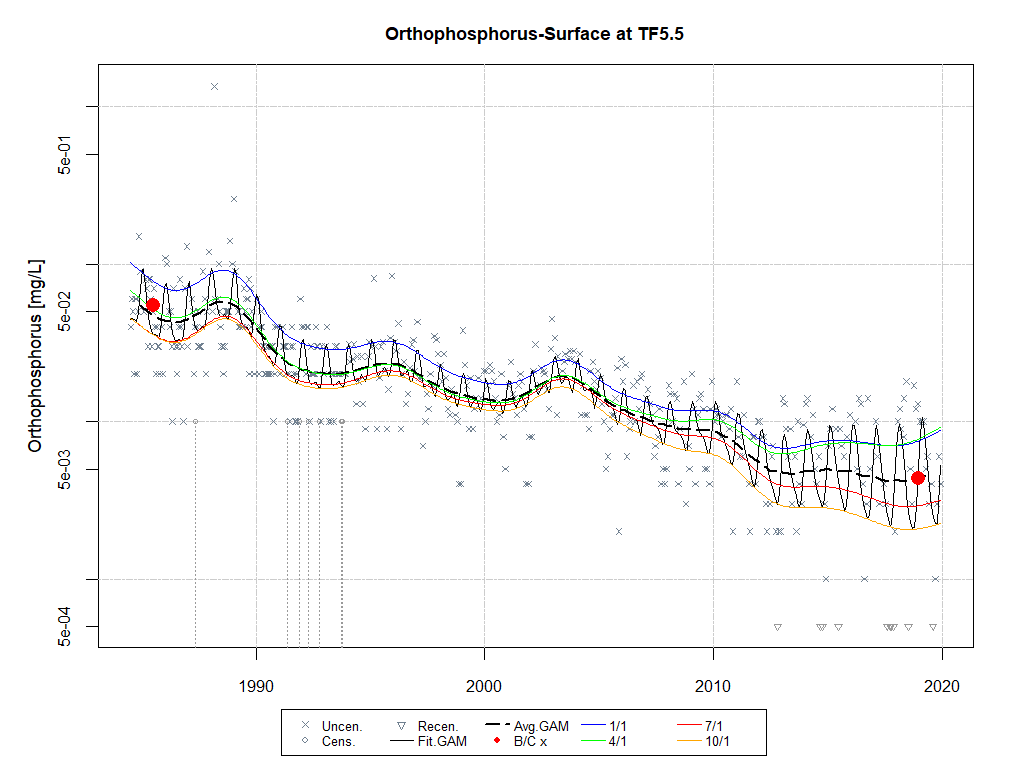 Orthophosphorus-Surface at TF5.5
Orthophosphorus [mg/L]
5e-01
5e-02
5e-03
5e-04
1990 2000 2010 2020
Uncen. Recen. Avg.GAM 1/1 7/1
Cens. Fit.GAM B/C x 4/1 10/1